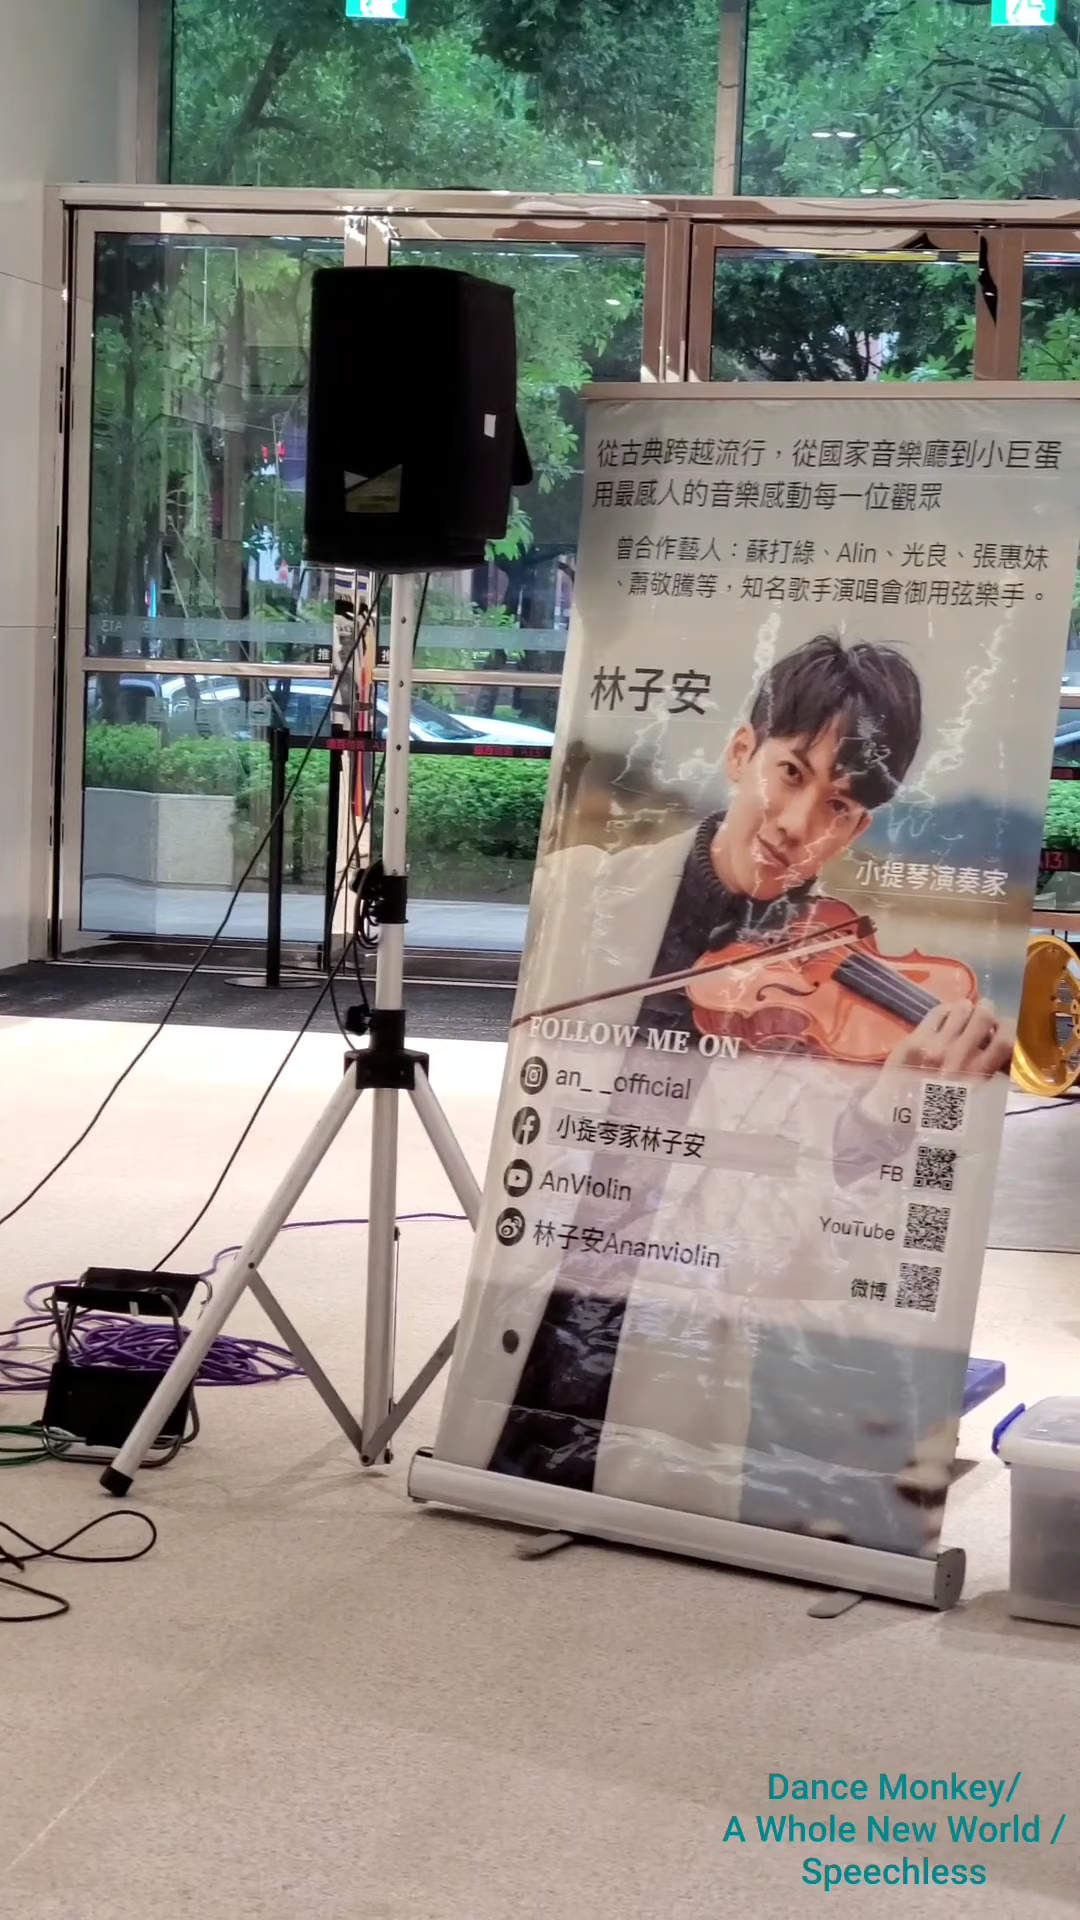 從古典跨越流行，從國家音樂廳到小巨蛋
用最感人的音樂感動每一位觀眾
曾合作藝人：蘇打綠、Alin、光良、張惠妹
、蕭敬騰等，知名歌手演唱會御用弦樂手。
林子安
小提琴演奏家
FOLLOW ME ON
an_ _official
小提琴家林子安
AnViolin
林子安Ananviolin
IG
FB
YouTube
微博
推
Dance Monkey/
A Whole New World /
Speechless